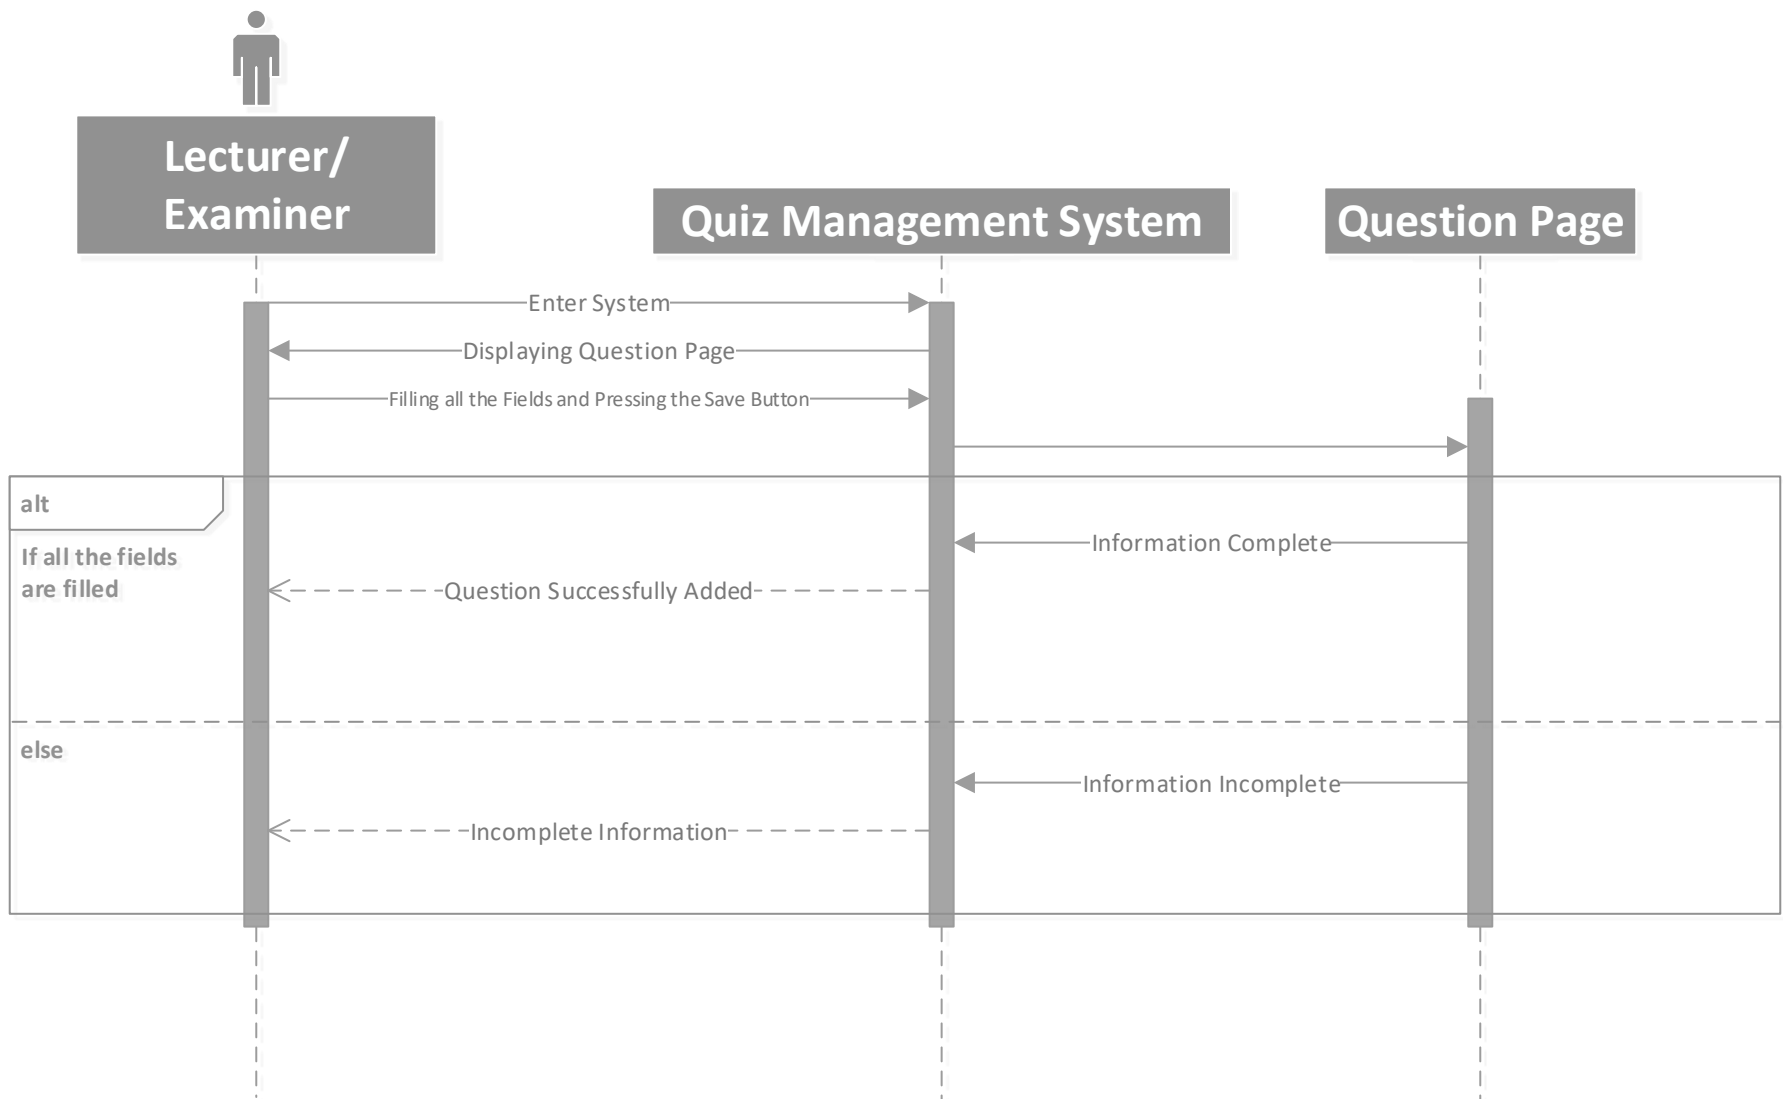 Lecturer/
Examiner
Quiz Management System
Question Page
Enter System
Displaying Question Page
Filling all the Fields and Pressing the Save Button
alt
If all the fields
are filled
Information Complete
Question Successfully Added
else
Information Incomplete
Incomplete Information